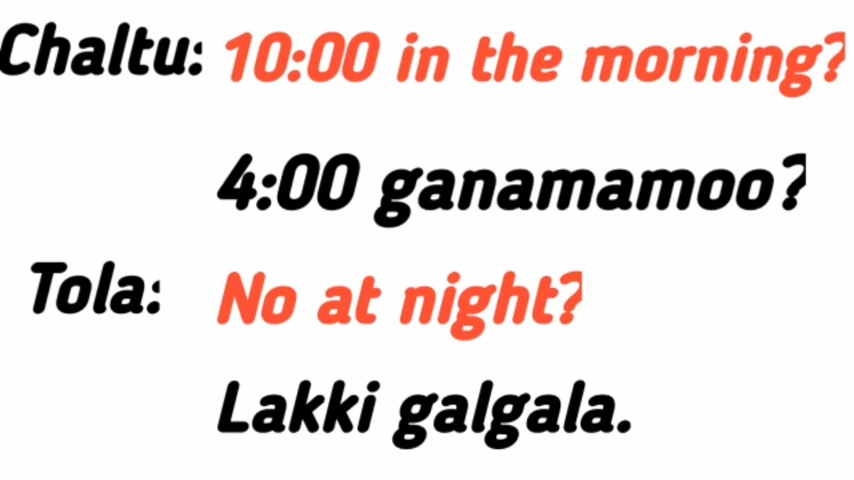 Chaltu: 10:00 in the morning?
4:00 ganamamoo?
Tola: No at night?
Lakki galgala.